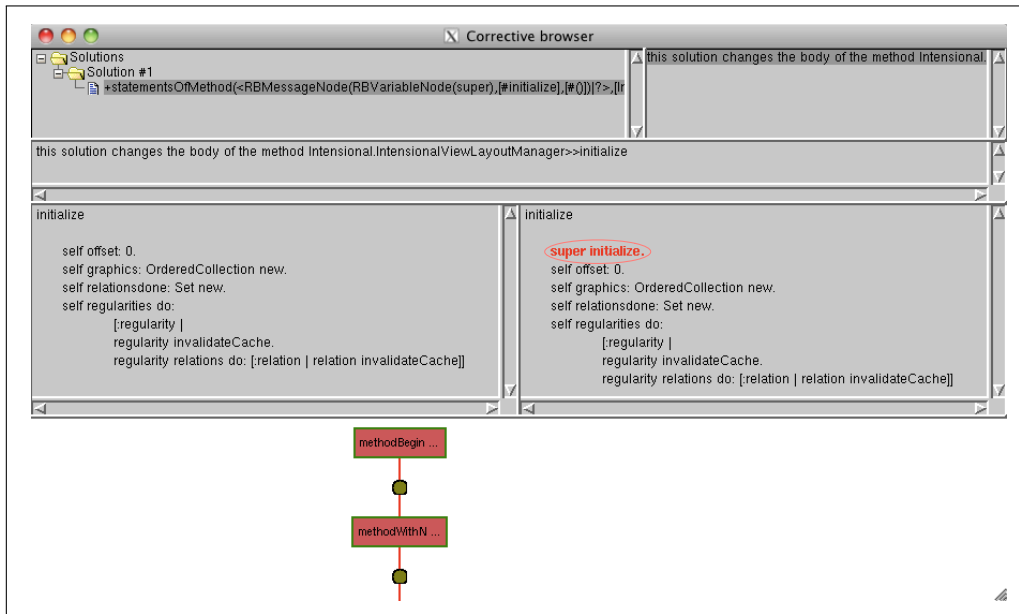 X Corrective browser
Solutions
Solution #1
+statementsOfMethod(<RBMessageNode(RBVariableNode(super),[#initialize],[#()])|?>,[Ir
this solution changes the body of the method Intensional.
this solution changes the body of the method Intensional.IntensionalViewLayoutManager>>initialize
initialize
self offset: 0.
self graphics: OrderedCollection new.
self relationsdone: Set new.
self regularities do:
[:regularity |
regularity invalidateCache.
regularity relations do: [:relation | relation invalidateCache]]
initialize
super initialize.
self offset: 0.
self graphics: OrderedCollection new.
self relationsdone: Set new.
self regularities do:
[:regularity |
regularity invalidateCache.
regularity relations do: [:relation | relation invalidateCache]]
methodBegin ...
methodWithN ...